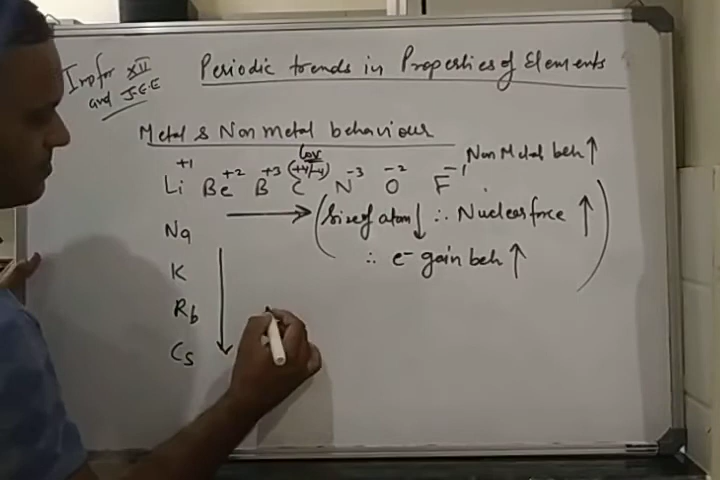 Imp for XII
and J.E.E
Periodic trends in Properties of Elements
Metal & Non metal behaviour
Non Metal beh ↑
Li +1 Be +2 B +3 C (+4/-4) Cov N -3 O -2 F -1
→ (Size of atom ↓ ∴ Nuclear force ↑
∴ e- gain beh ↑)
Na
K
Rb
Cs